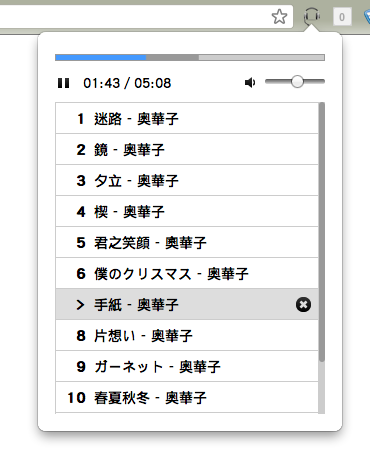 0
01:43 / 05:08
1 迷路 - 奥華子
2 鏡 - 奥華子
3 夕立 - 奥華子
4 楔 - 奥華子
5 君之笑顔 - 奥華子
6 僕のクリスマス - 奥華子
> 手紙 - 奥華子
8 片想い - 奥華子
9 ガーネット - 奥華子
10 春夏秋冬 - 奥華子